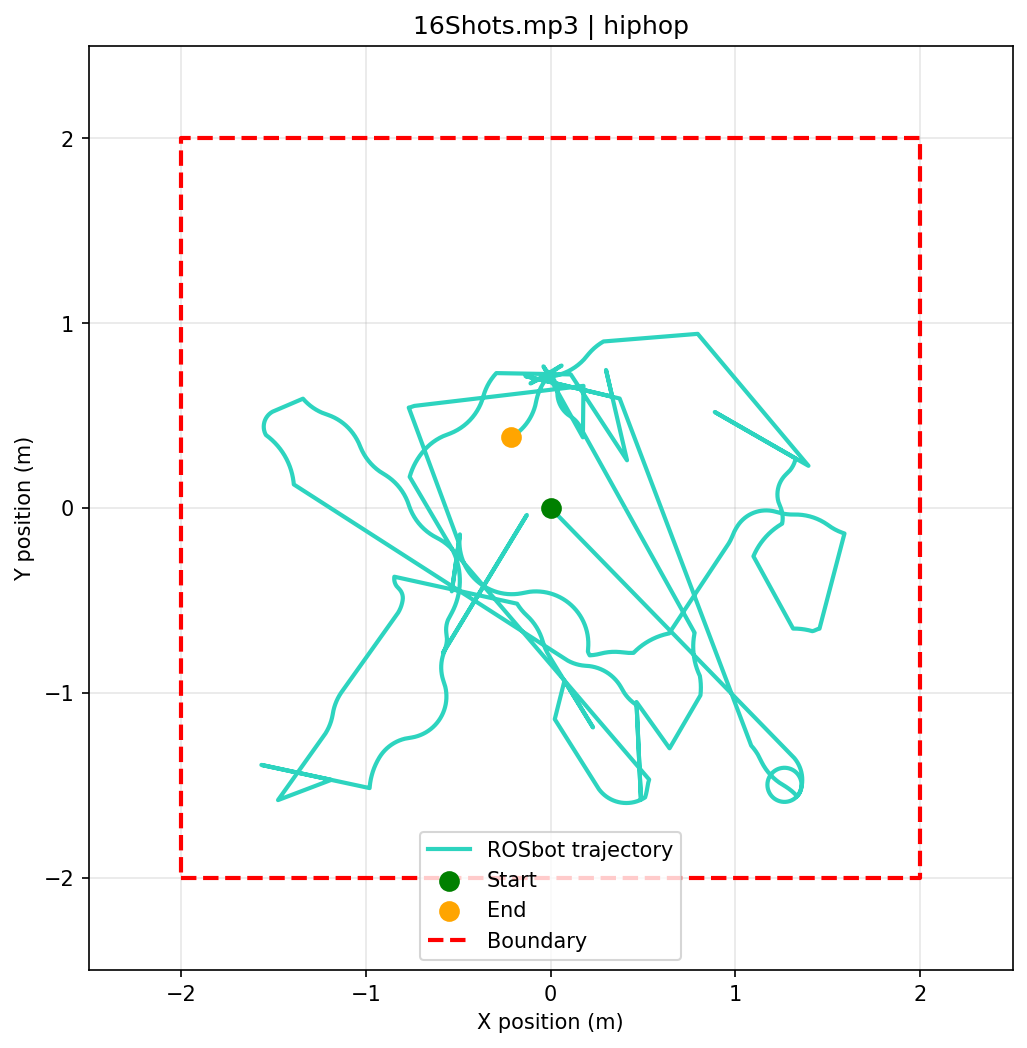 16Shots.mp3 | hiphop
Y position (m)
2
1
0
−1
−2
−2
−1
0
1
2
X position (m)
ROSbot trajectory
Start
End
Boundary